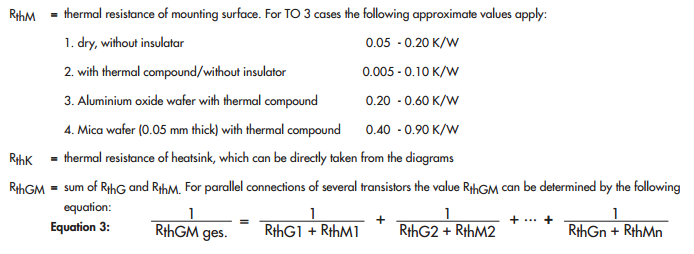 RthM = thermal resistance of mounting surface. For TO 3 cases the following approximate values apply:
1. dry, without insulatar 0.05 - 0.20 K/W
2. with thermal compound/without insulator 0.005 - 0.10 K/W
3. Aluminium oxide wafer with thermal compound 0.20 - 0.60 K/W
4. Mica wafer (0.05 mm thick) with thermal compound 0.40 - 0.90 K/W
RthK = thermal resistance of heatsink, which can be directly taken from the diagrams
RthGM = sum of RthG and RthM. For parallel connections of several transistors the value RthGM can be determined by the following
equation:
1 1 1 1
Equation 3: = + + ··· +
RthGM ges. RthG1 + RthM1 RthG2 + RthM2 RthGn + RthMn